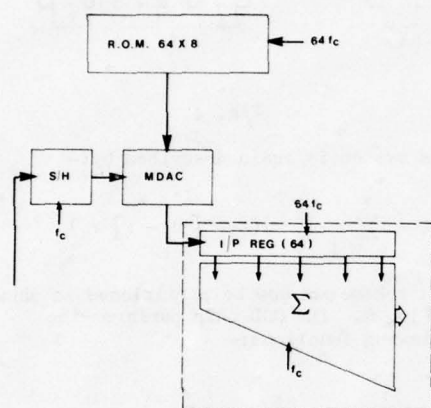 R.O.M. 64 X 8
64 fc
S/H
MDAC
fc
64 fc
I/P REG (64)
Σ
fc